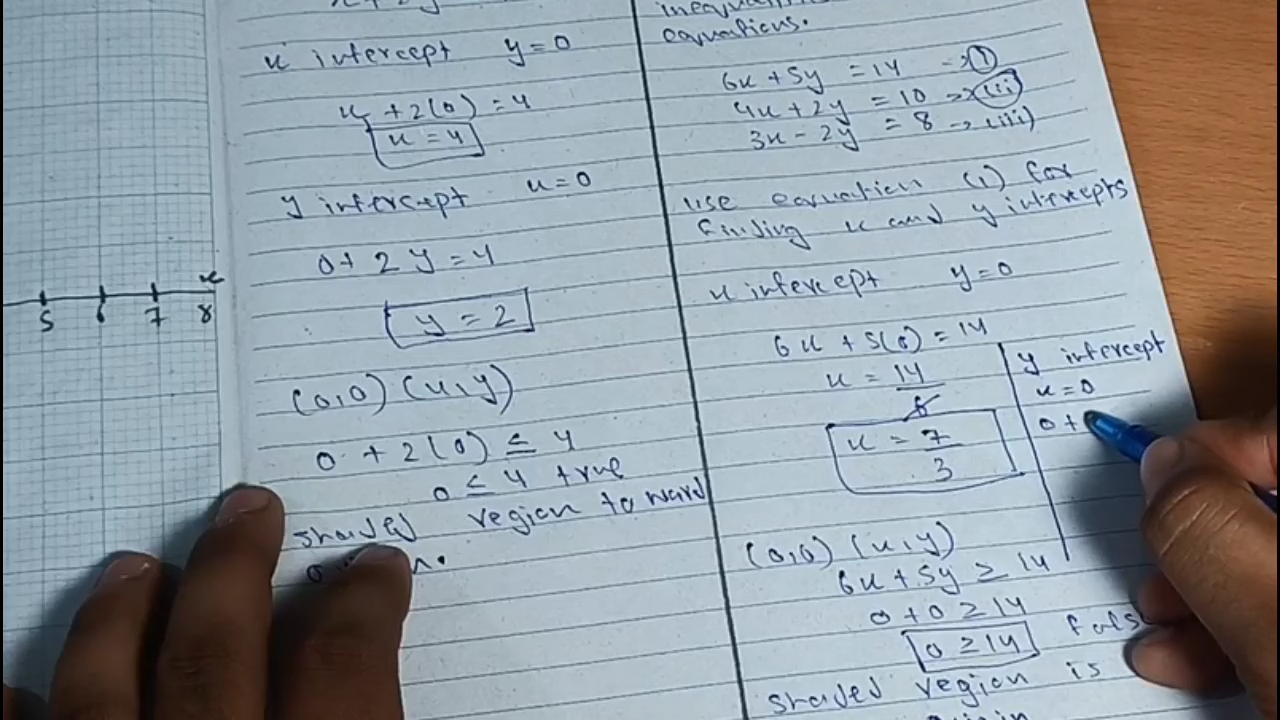 x
5 6 7 8
x intercept y=0
x + 2(0) = 4
x = 4
y intercept x=0
0 + 2y = 4
y = 2
(0,0) (x,y)
0 + 2(0) ≤ 4
0 ≤ 4 true
shaded region toward
equations.
6x + 5y = 14 → (i)
4x + 2y = 10 → (ii)
3x - 2y = 8 → (iii)
use equation (i) for
finding x and y intercepts
x intercept y=0
6x + 5(0) = 14
x = 14
6
x = 7
3
y intercept
x=0
0 +
(0,0) (x,y)
6x + 5y ≥ 14
0 + 0 ≥ 14
0 ≥ 14
shaded region is